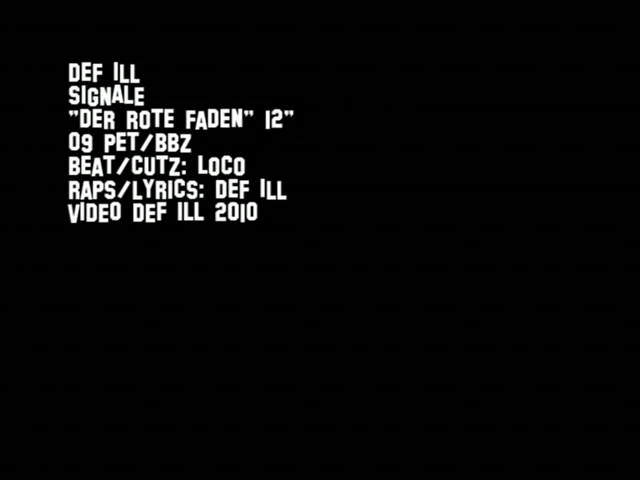 DEF ILL
SIGNALE
"DER ROTE FADEN" 12"
09 PET/BBZ
BEAT/CUTZ: LOCO
RAPS/LYRICS: DEF ILL
VIDEO DEF ILL 2010